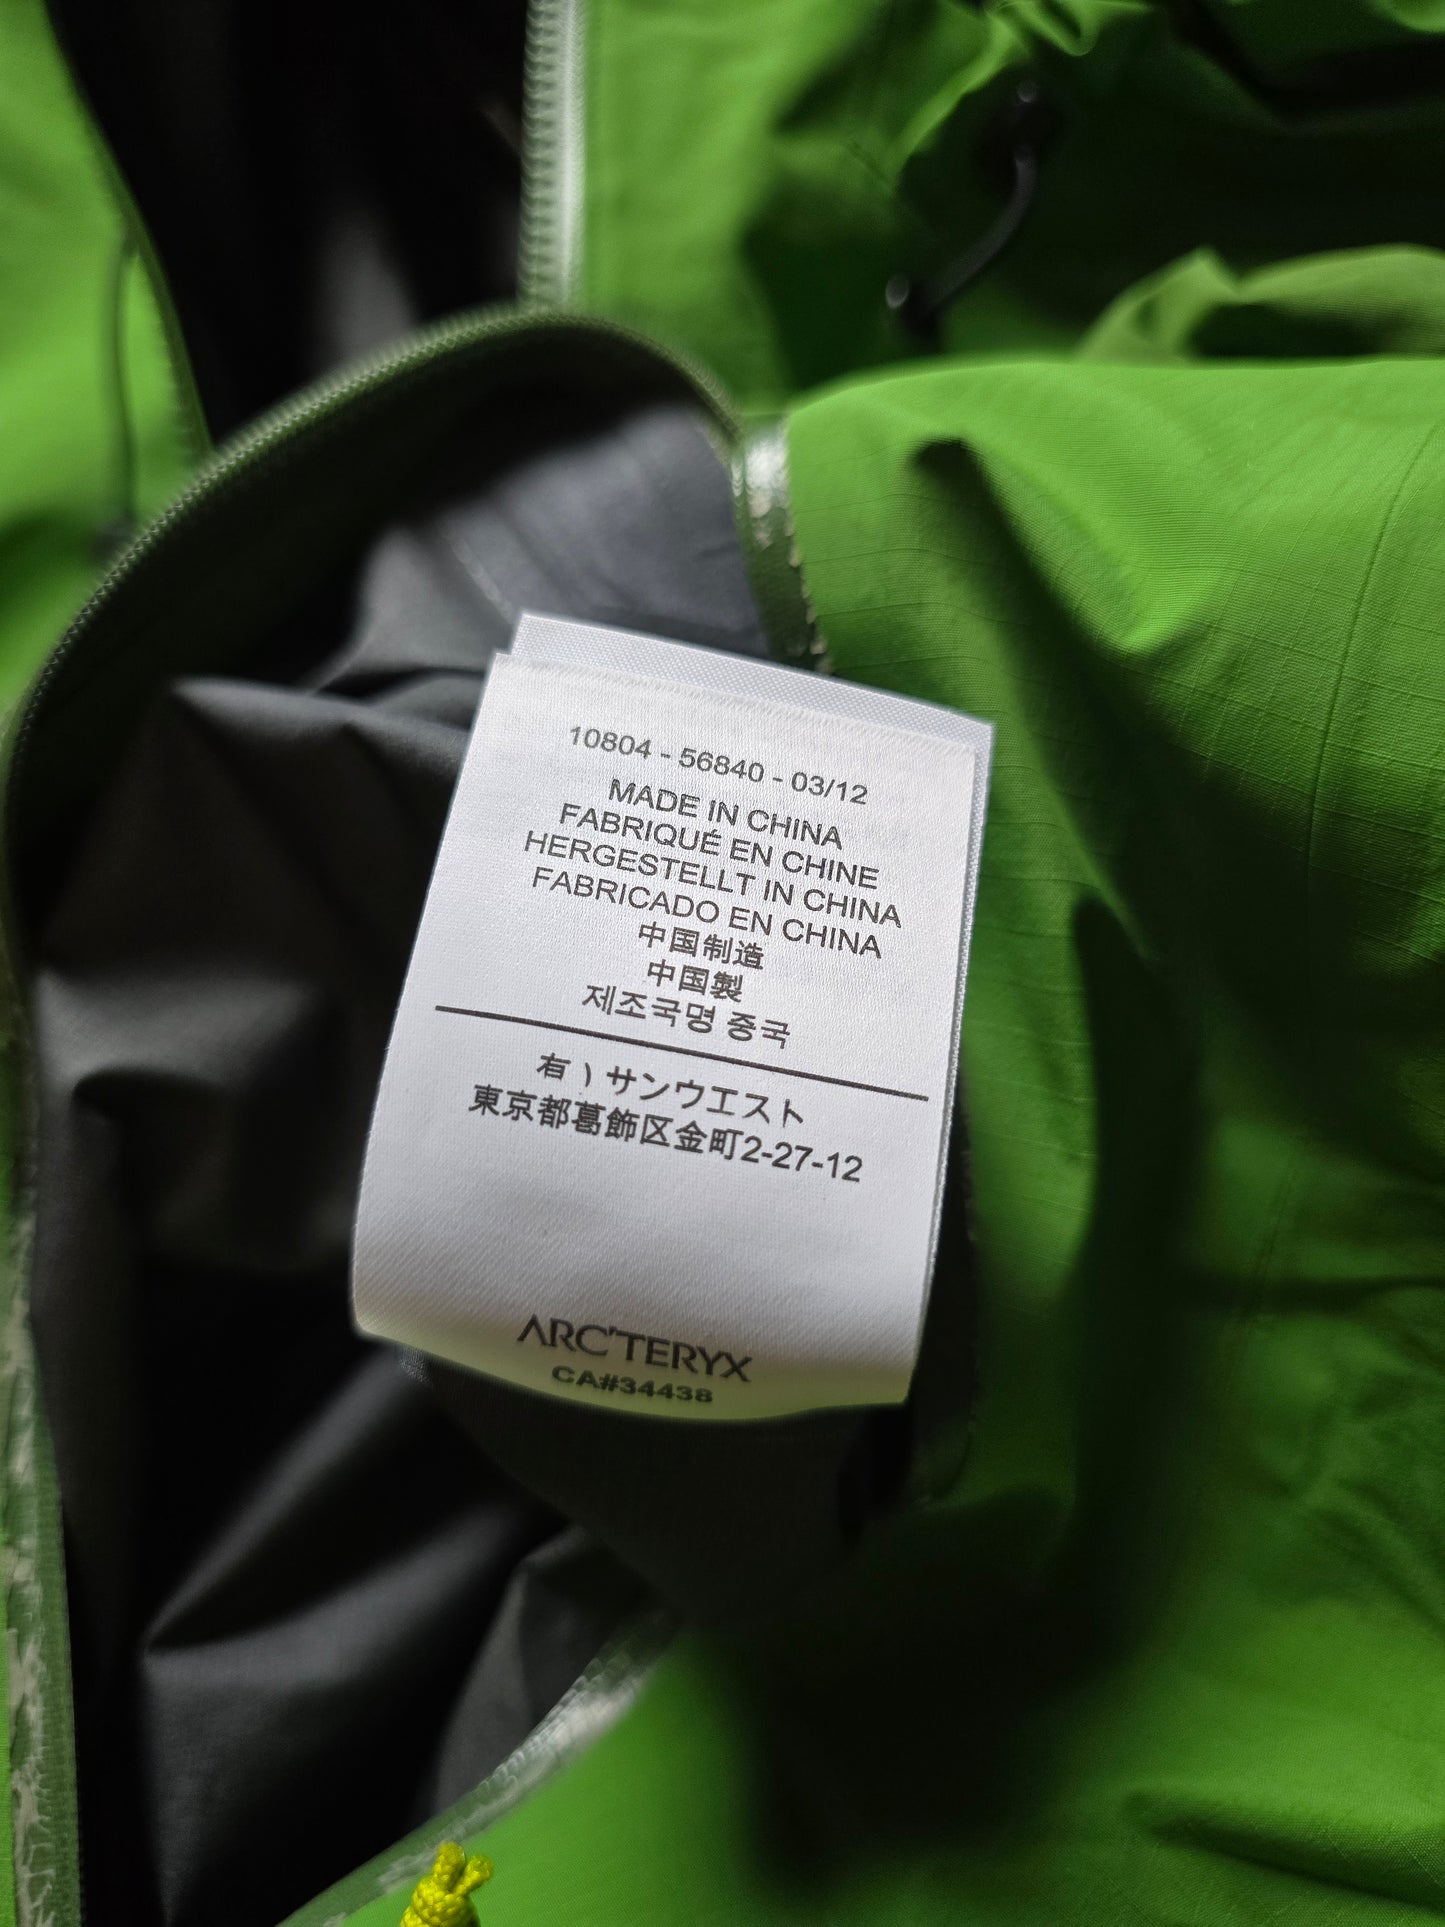 10804 - 56840 - 03/12
MADE IN CHINA
FABRIQUÉ EN CHINE
HERGESTELLT IN CHINA
FABRICADO EN CHINA
中国制造
中国製
제조국명 중국
有）サンウエスト
東京都葛飾区金町2-27-12
ARC'TERYX
CA#34438